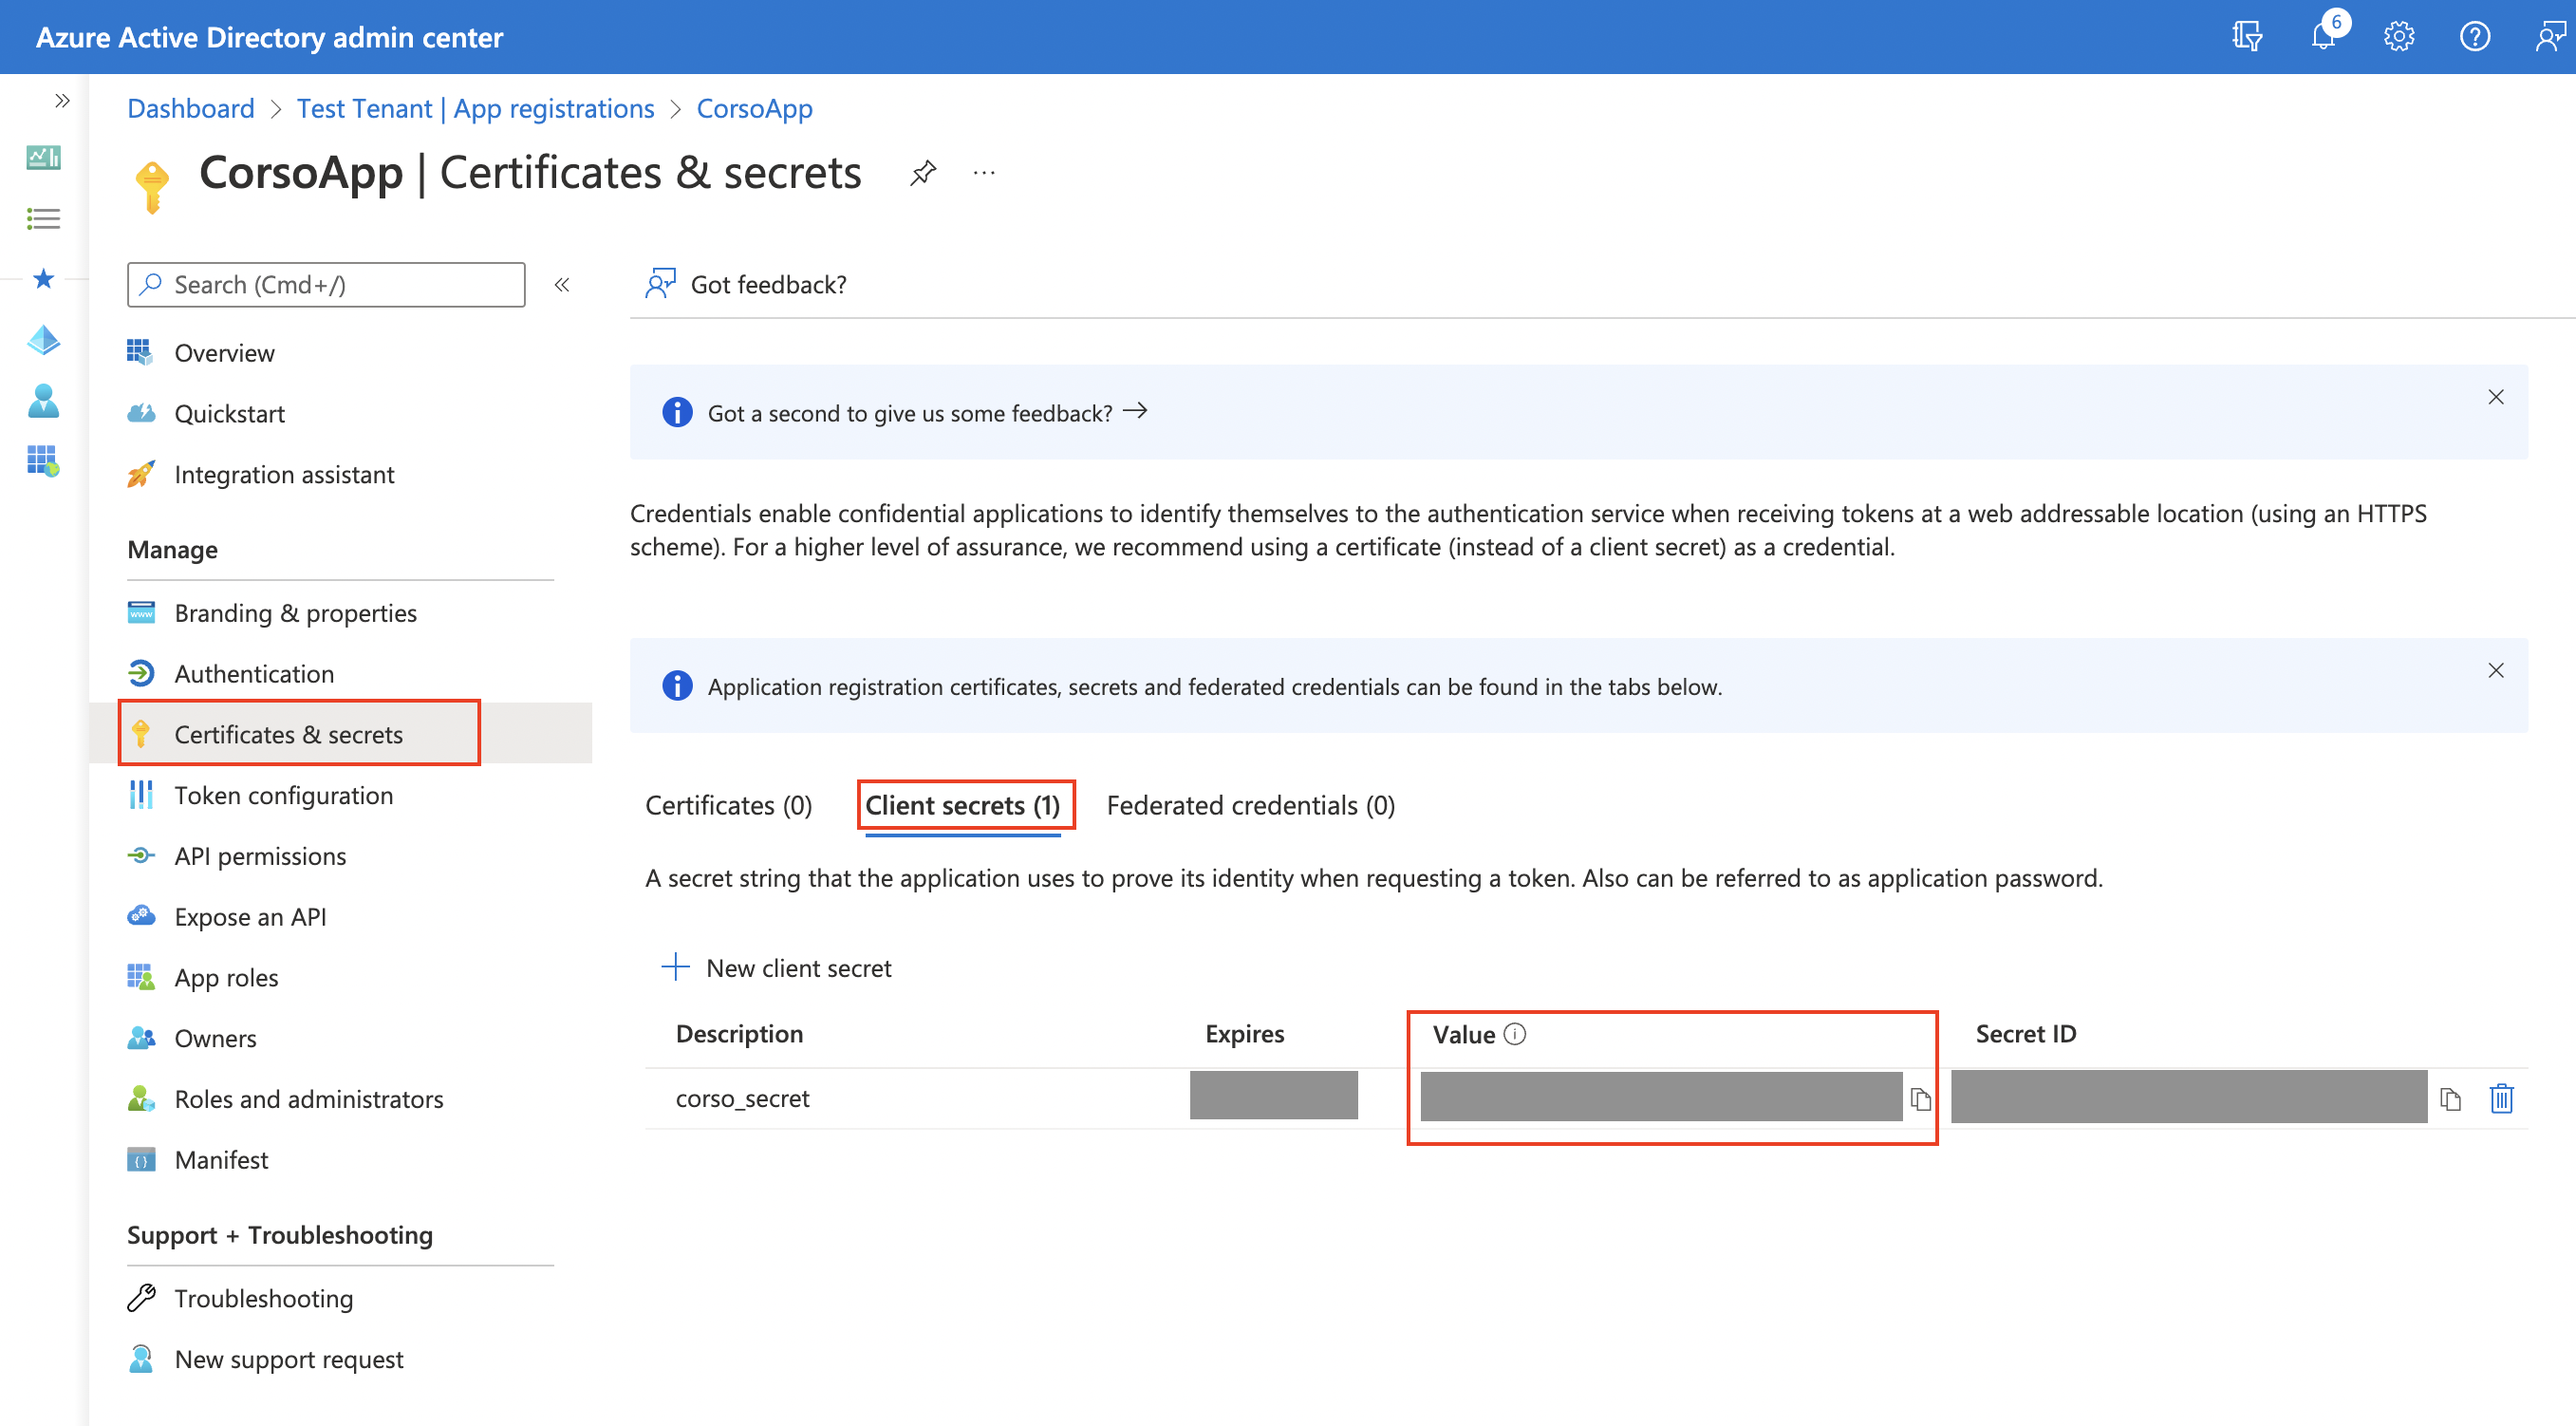 Azure Active Directory admin center
6
Dashboard > Test Tenant | App registrations > CorsoApp
CorsoApp | Certificates & secrets
Search (Cmd+/)
Got feedback?
Overview
Quickstart
Integration assistant
Manage
Branding & properties
Authentication
Certificates & secrets
Token configuration
API permissions
Expose an API
App roles
Owners
Roles and administrators
Manifest
Support + Troubleshooting
Troubleshooting
New support request
Got a second to give us some feedback? →
Credentials enable confidential applications to identify themselves to the authentication service when receiving tokens at a web addressable location (using an HTTPS
scheme). For a higher level of assurance, we recommend using a certificate (instead of a client secret) as a credential.
Application registration certificates, secrets and federated credentials can be found in the tabs below.
Certificates (0) Client secrets (1) Federated credentials (0)
A secret string that the application uses to prove its identity when requesting a token. Also can be referred to as application password.
New client secret
Description Expires Value Secret ID
corso_secret